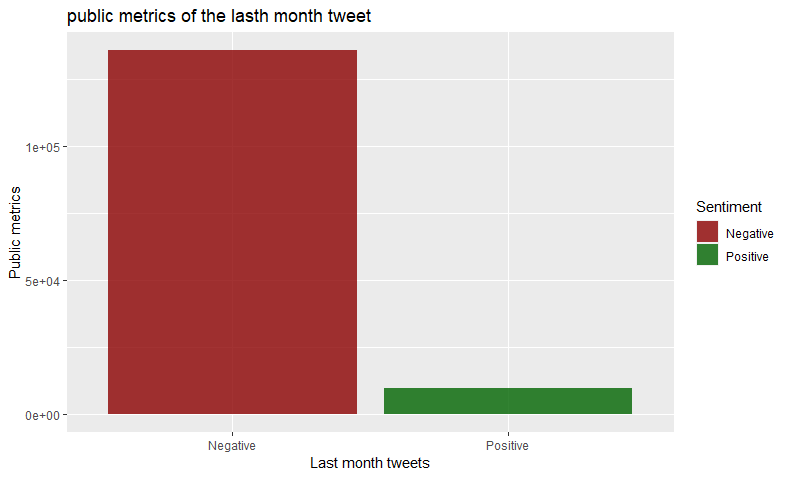 public metrics of the lasth month tweet
1e+05
5e+04
0e+00
Public metrics
Negative
Positive
Last month tweets
Sentiment
Negative
Positive